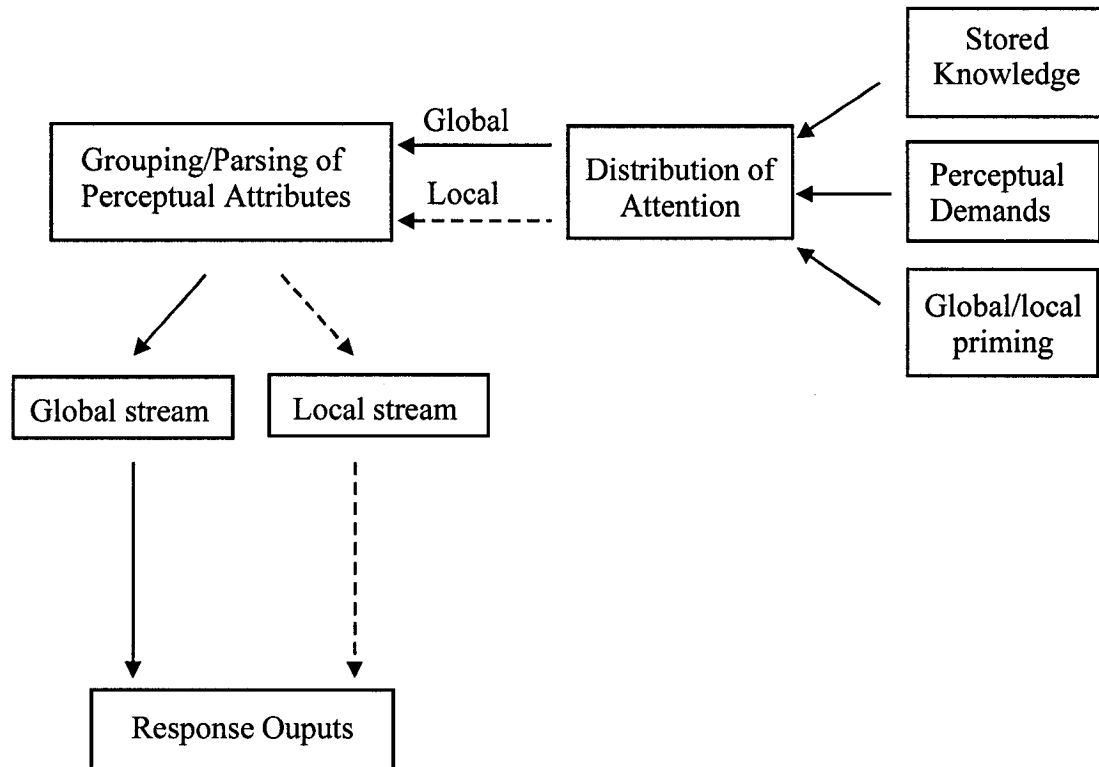 Stored
Knowledge
Global
Grouping/Parsing of
Perceptual Attributes
Local
Distribution of
Attention
Perceptual
Demands
Global/local
priming
Global stream
Local stream
Response Ouputs